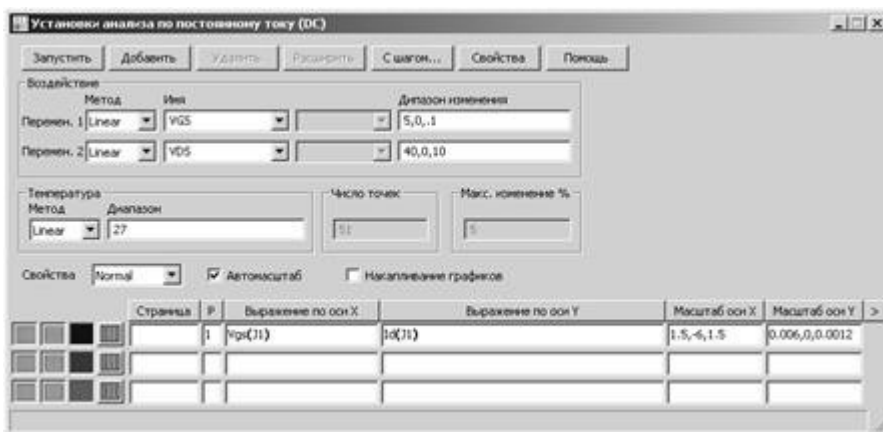 Установки анализа по постоянному току (DC)
Запустить Добавить Удалить Расширить С шагом... Свойства Помощь
Воздействие
Метод Имя Дипазон изменения
Перемен. 1 Linear VGS 5,0,.1
Перемен. 2 Linear VDS 40,0,10
Температура Число точек Макс. изменение %
Метод Диапазон
Linear 27 51 5
Свойства Normal Автомасштаб Накапливание графиков
Страница P Выражение по оси X Выражение по оси Y Масштаб оси X Масштаб оси Y >
1 Vgs(J1) Id(J1) 1.5,-6,1.5 0.006,0,0.0012